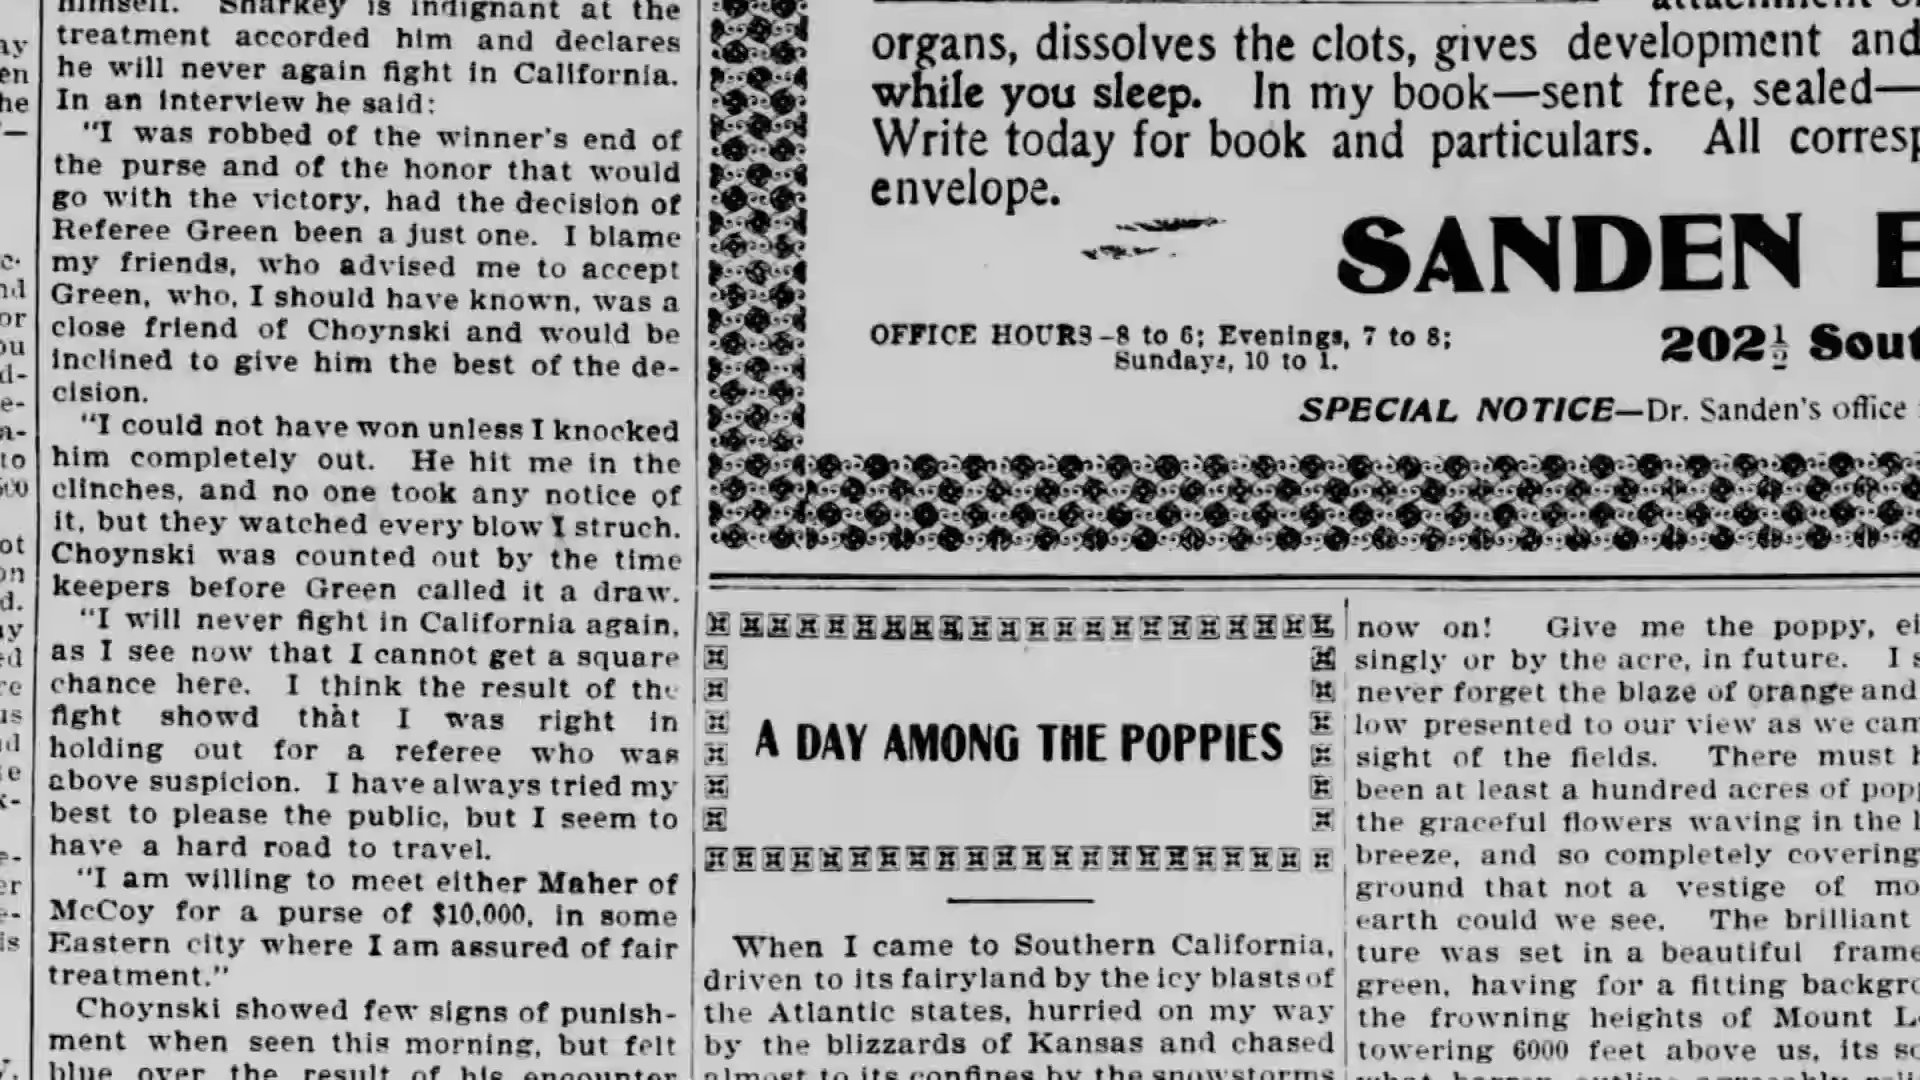 himself. Sharkey is indignant at the
treatment accorded him and declares
he will never again fight in California.
In an interview he said:
"I was robbed of the winner's end of
the purse and of the honor that would
go with the victory, had the decision of
Referee Green been a just one. I blame
my friends, who advised me to accept
Green, who, I should have known, was a
close friend of Choynski and would be
inclined to give him the best of the de-
cision.
"I could not have won unless I knocked
him completely out. He hit me in the
clinches, and no one took any notice of
it, but they watched every blow I struch.
Choynski was counted out by the time
keepers before Green called it a draw.
"I will never fight in California again,
as I see now that I cannot get a square
chance here. I think the result of the
fight showd that I was right in
holding out for a referee who was
above suspicion. I have always tried my
best to please the public, but I seem to
have a hard road to travel.
"I am willing to meet either Maher of
McCoy for a purse of $10,000, in some
Eastern city where I am assured of fair
treatment."
Choynski showed few signs of punish-
ment when seen this morning, but felt
blue over the result of his encounter
organs, dissolves the clots, gives development and
while you sleep. In my book—sent free, sealed—
Write today for book and particulars. All corresp
envelope.
SANDEN E
OFFICE HOURS-8 to 6; Evenings, 7 to 8;
Sundays, 10 to 1.
202½ Sout
SPECIAL NOTICE—Dr. Sanden's office
A DAY AMONG THE POPPIES
When I came to Southern California,
driven to its fairyland by the icy blasts of
the Atlantic states, hurried on my way
by the blizzards of Kansas and chased
almost to its confines by the snowstorms
now on! Give me the poppy, ei
singly or by the acre, in future. I s
never forget the blaze of orange and
low presented to our view as we cam
sight of the fields. There must h
been at least a hundred acres of popp
the graceful flowers waving in the l
breeze, and so completely covering
ground that not a vestige of mo
earth could we see. The brilliant
ture was set in a beautiful frame
green, having for a fitting backgro
the frowning heights of Mount L
towering 6000 feet above us, its sc